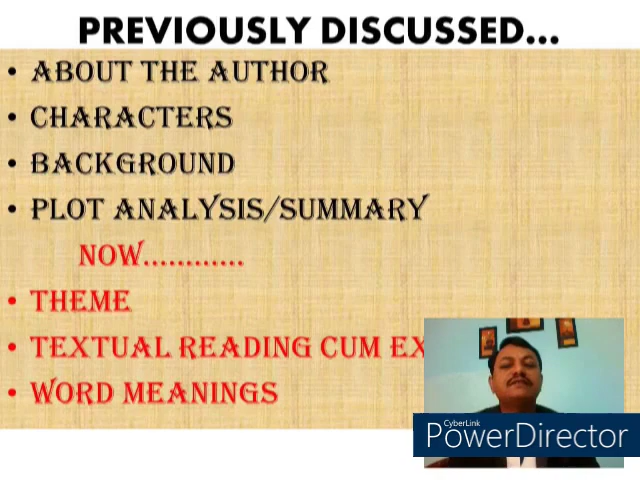 PREVIOUSLY DISCUSSED...
• ABOUT THE AUTHOR
• CHARACTERS
• BACKGROUND
• PLOT ANALYSIS/SUMMARY
NOW............
• THEME
• TEXTUAL READING CUM EX
• WORD MEANINGS
CyberLink
PowerDirector